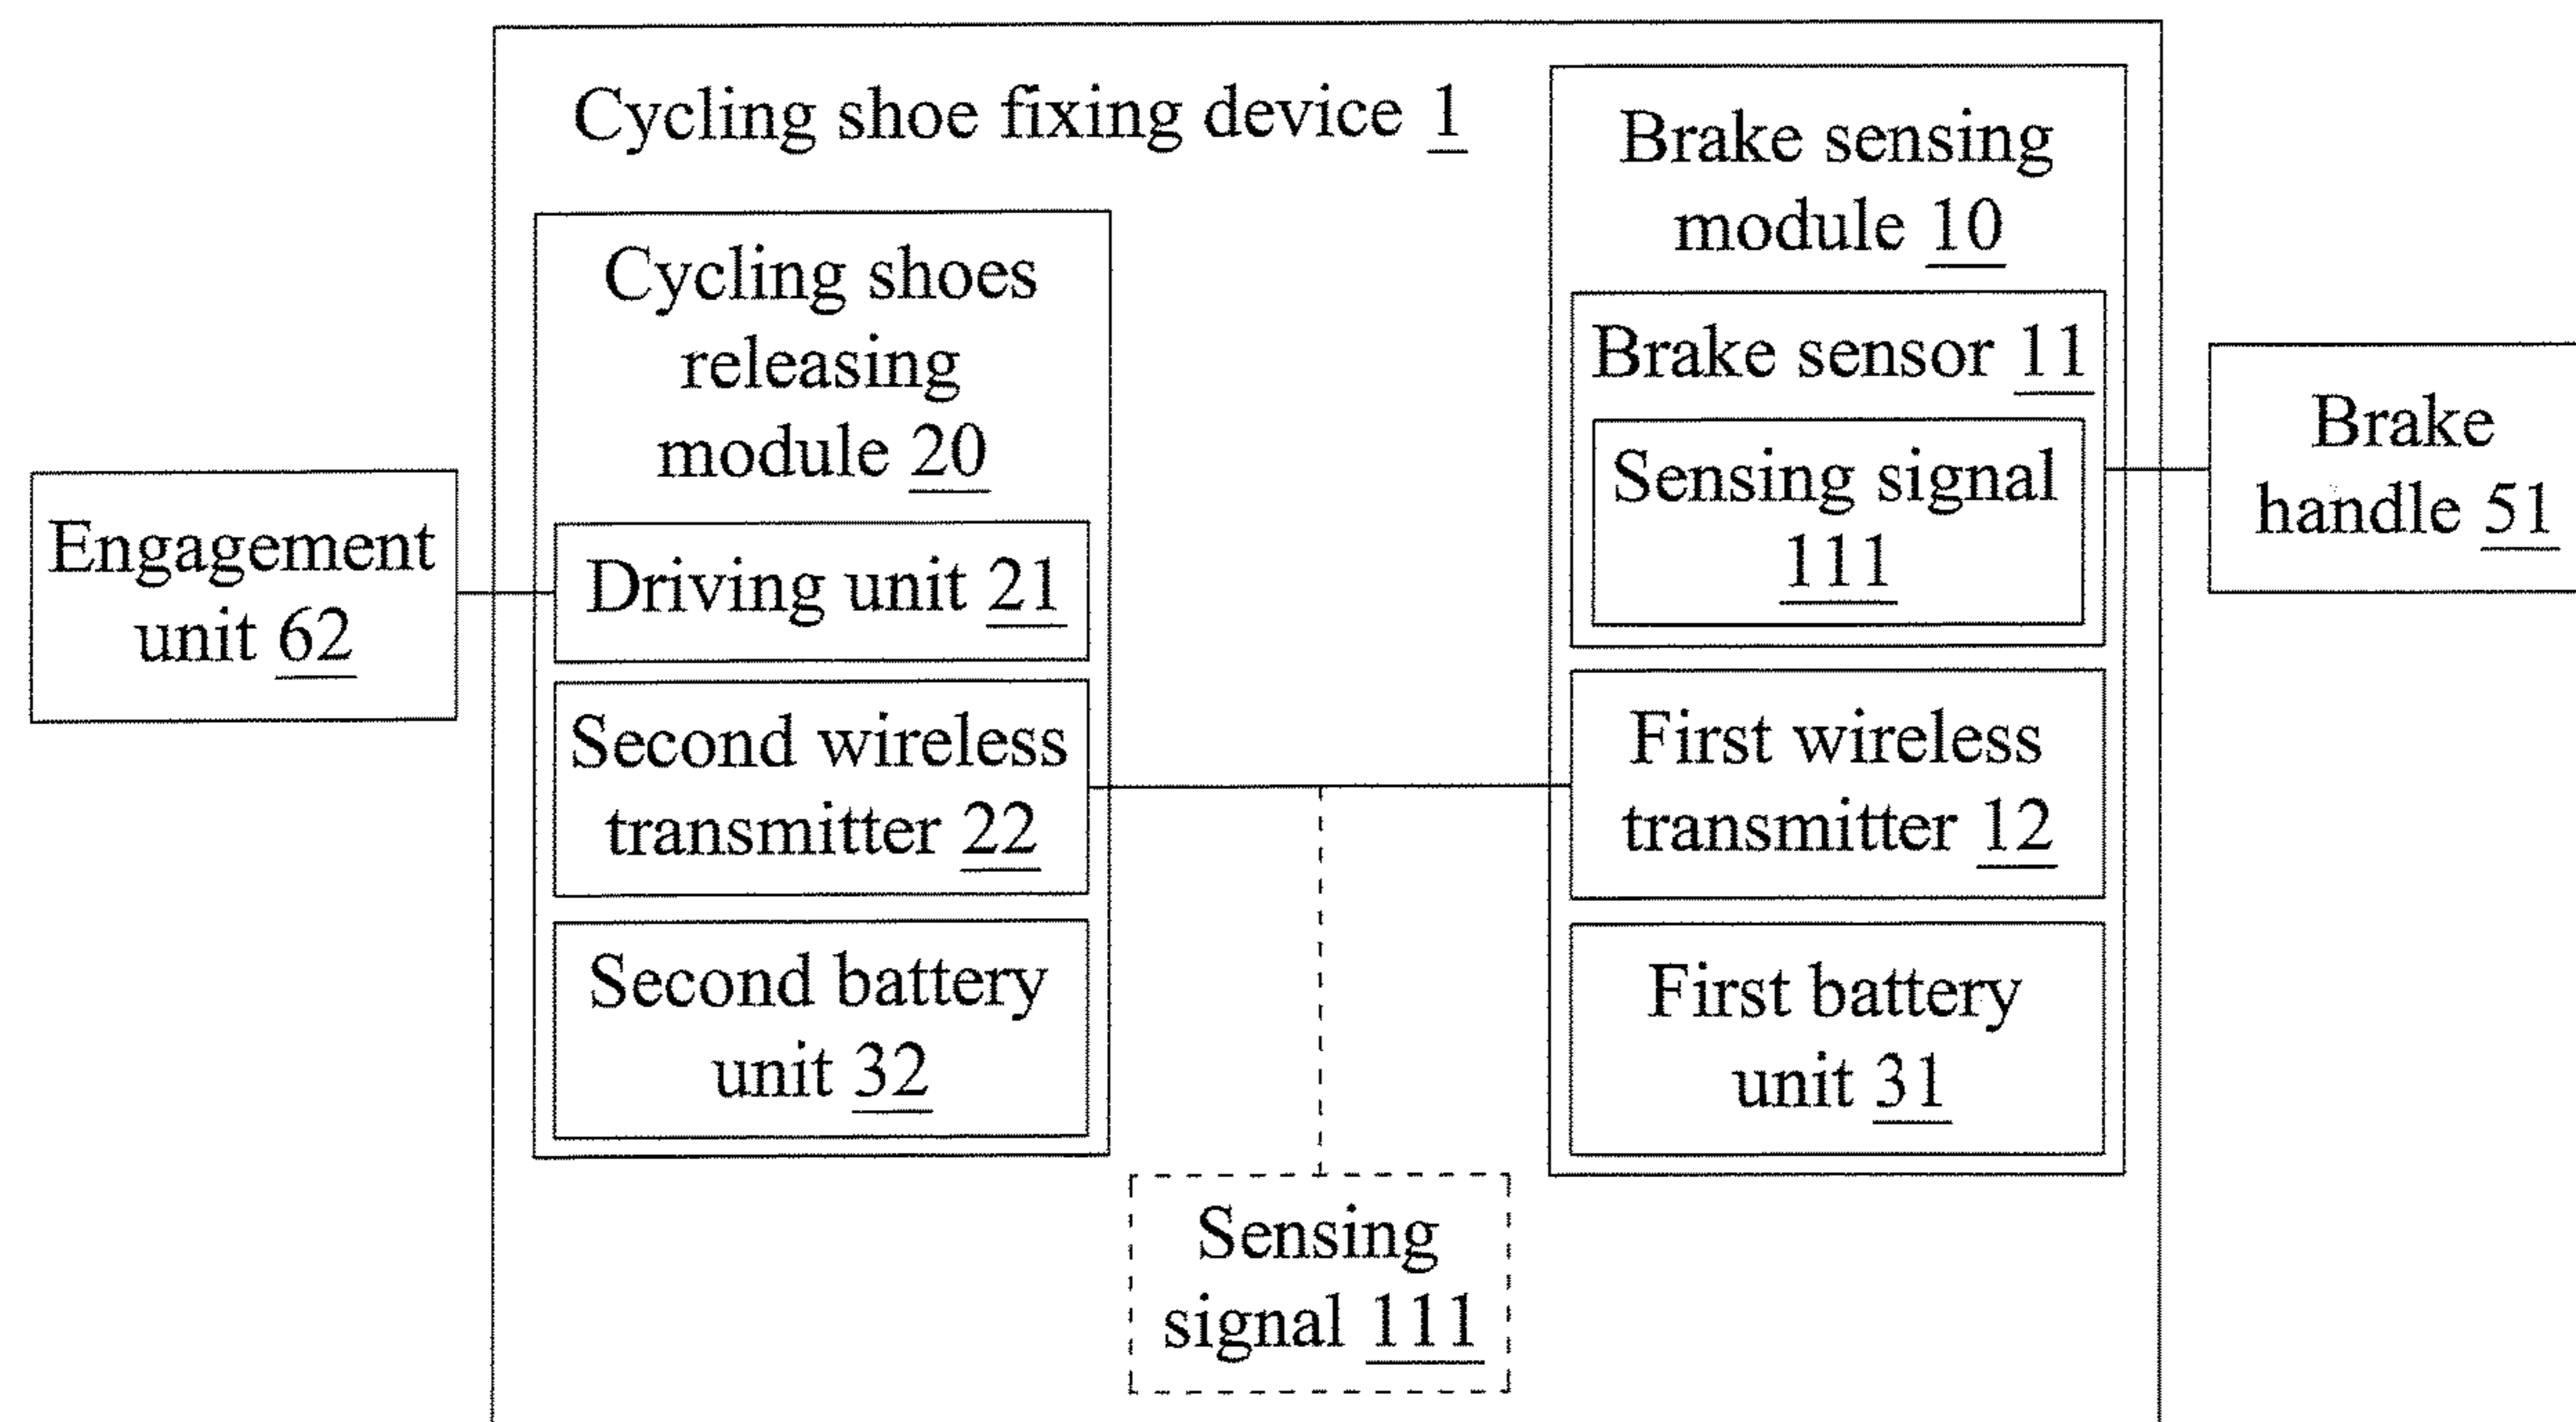 Cycling shoe fixing device 1
Engagement
unit 62
Cycling shoes
releasing
module 20
Driving unit 21
Second wireless
transmitter 22
Second battery
unit 32
Sensing
signal 111
Brake sensing
module 10
Brake sensor 11
Sensing signal
111
First wireless
transmitter 12
First battery
unit 31
Brake
handle 51